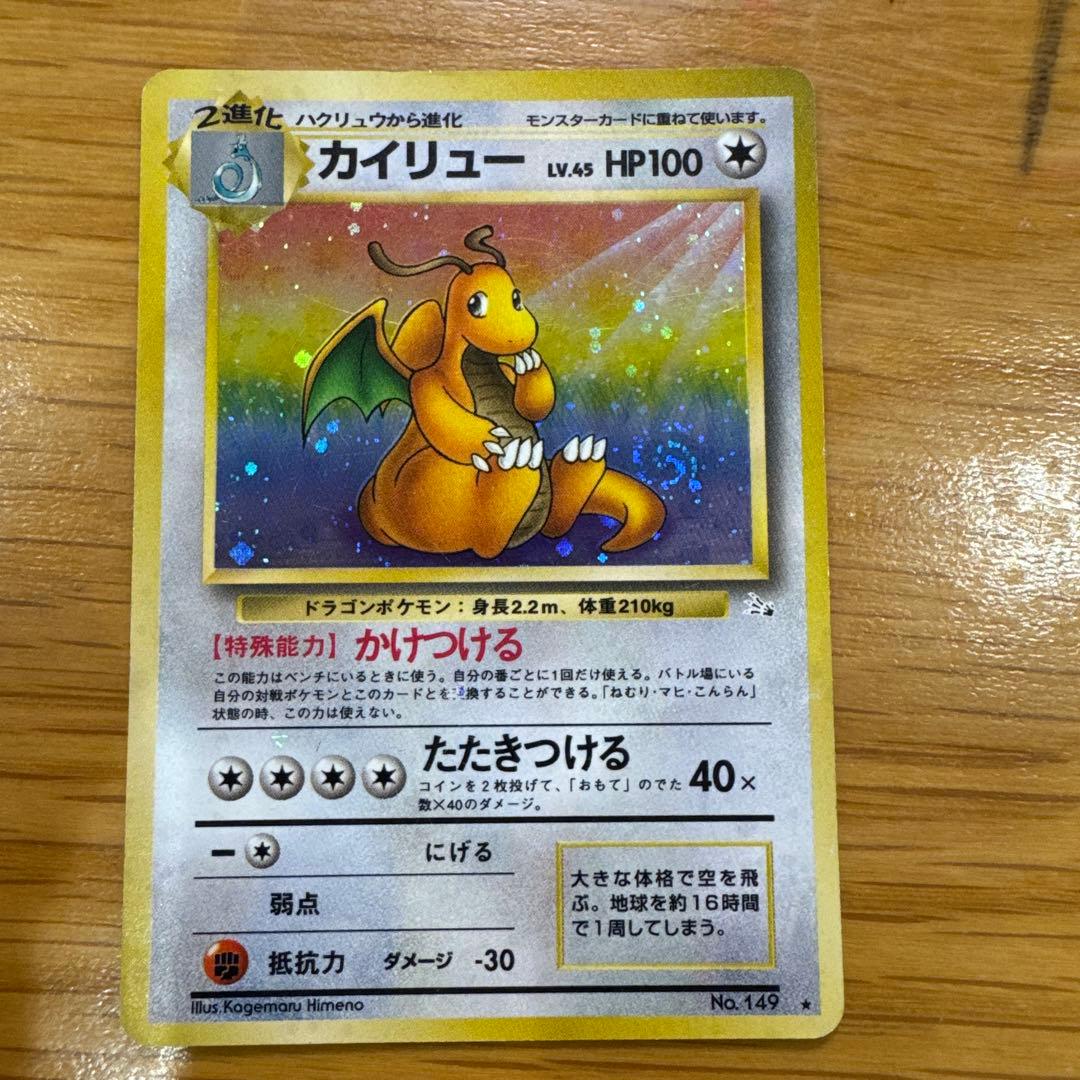 2進化 ハクリュウから進化 モンスターカードに重ねて使います。
カイリュー LV.45 HP100
ドラゴンポケモン：身長2.2m、体重210kg
【特殊能力】かけつける
この能力はベンチにいるときに使う。自分の番ごとに1回だけ使える。バトル場にいる
自分の対戦ポケモンとこのカードとを換することができる。「ねむり・マヒ・こんらん」
状態の時、この力は使えない。
たたきつける
コインを2枚投げて、「おもて」のでた
数×40のダメージ。
40×
にげる
弱点
抵抗力 ダメージ -30
大きな体格で空を飛
ぶ。地球を約16時間
で1周してしまう。
Illus.Kagemaru Himeno
No.149 ★